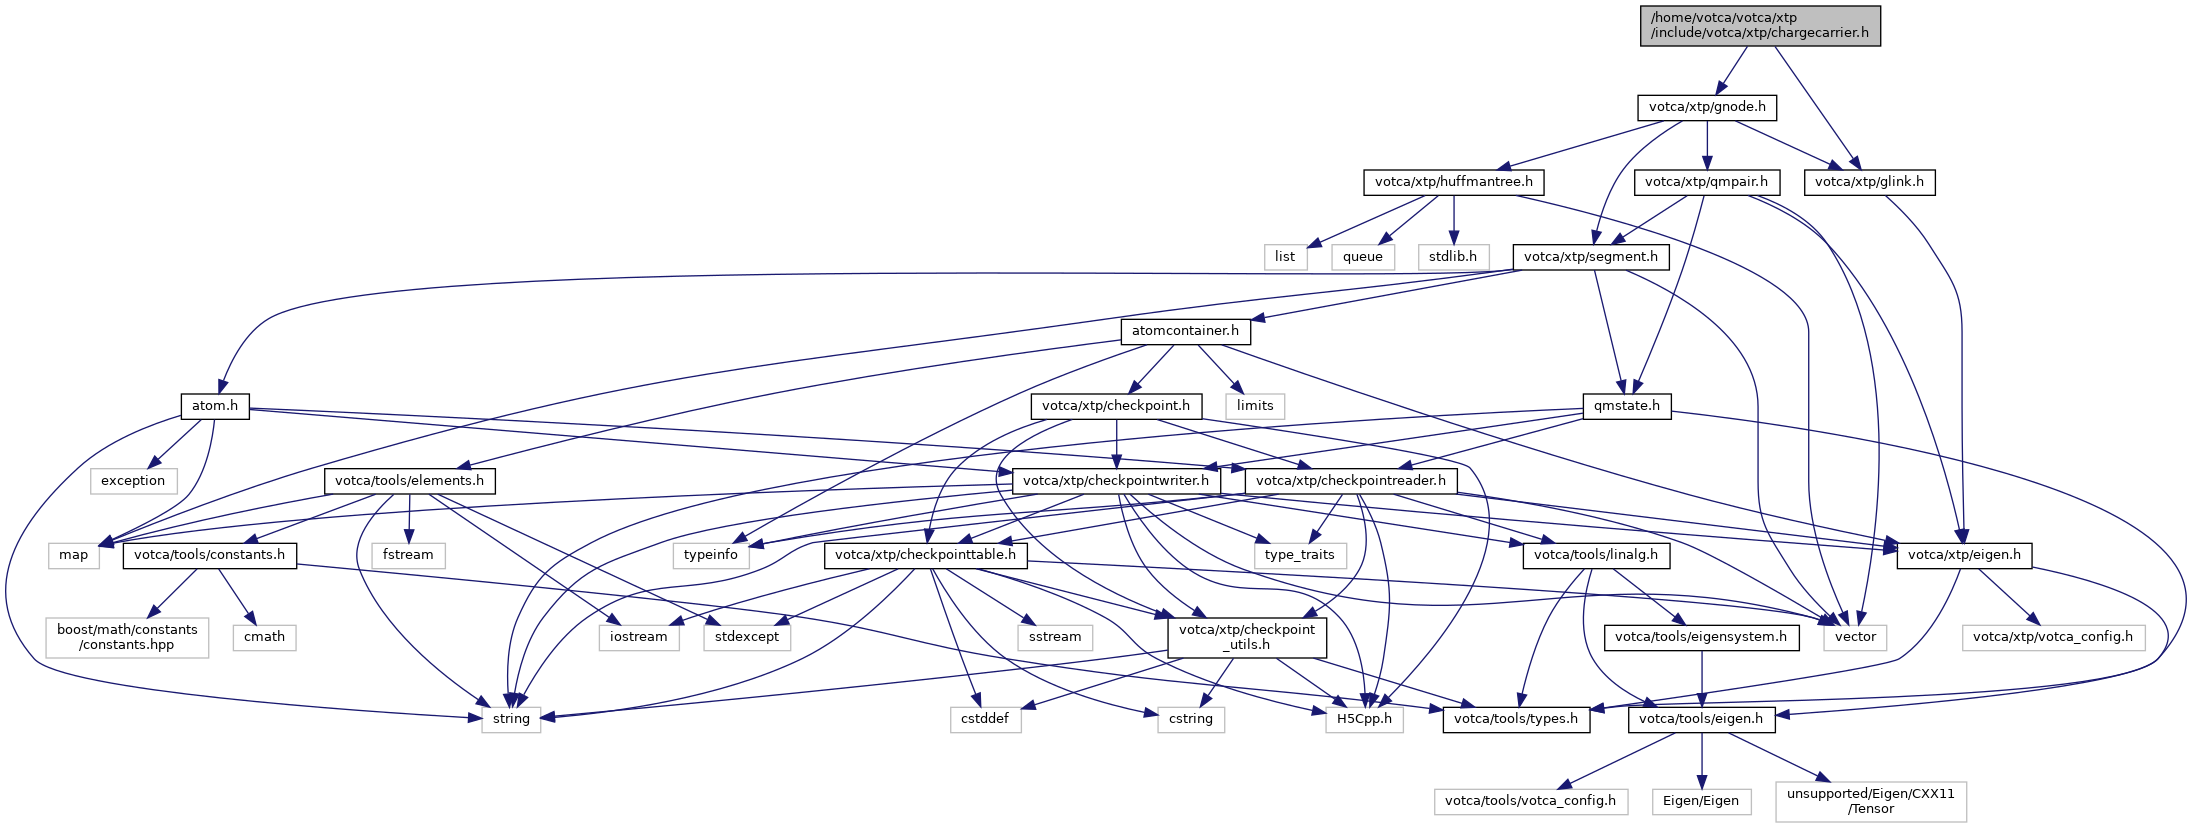 /home/votca/votca/xtp
/include/votca/xtp/chargecarrier.h
votca/xtp/gnode.h
votca/xtp/huffmantree.h
votca/xtp/qmpair.h
votca/xtp/glink.h
list
queue
stdlib.h
votca/xtp/segment.h
atomcontainer.h
atom.h
votca/xtp/checkpoint.h
limits
qmstate.h
exception
votca/tools/elements.h
votca/xtp/checkpointwriter.h
votca/xtp/checkpointreader.h
map
votca/tools/constants.h
fstream
typeinfo
votca/xtp/checkpointtable.h
type_traits
votca/tools/linalg.h
votca/xtp/eigen.h
boost/math/constants
/constants.hpp
cmath
iostream
stdexcept
sstream
votca/xtp/checkpoint
_utils.h
votca/tools/eigensystem.h
vector
votca/xtp/votca_config.h
string
cstddef
cstring
H5Cpp.h
votca/tools/types.h
votca/tools/eigen.h
votca/tools/votca_config.h
Eigen/Eigen
unsupported/Eigen/CXX11
/Tensor